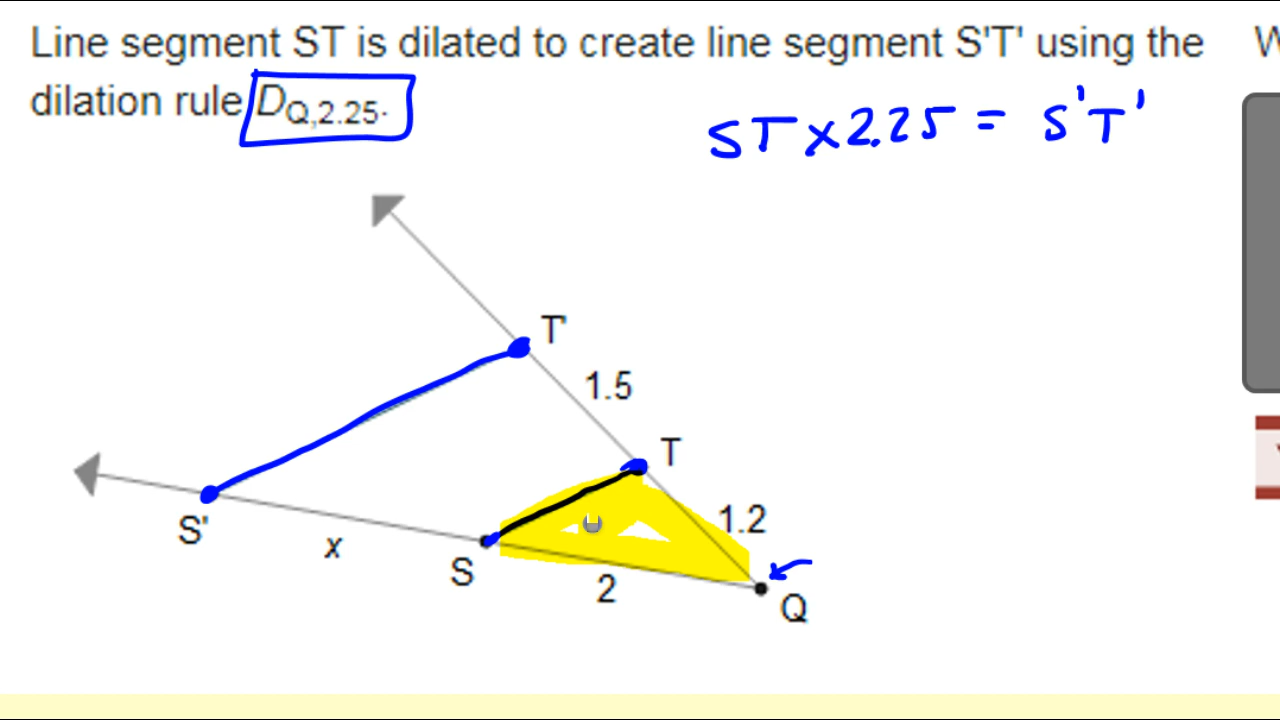 Line segment ST is dilated to create line segment S'T' using the
dilation rule D_Q,2.25.
ST x 2.25 = S'T'
T'
1.5
T
1.2
S'
x
S
2
Q